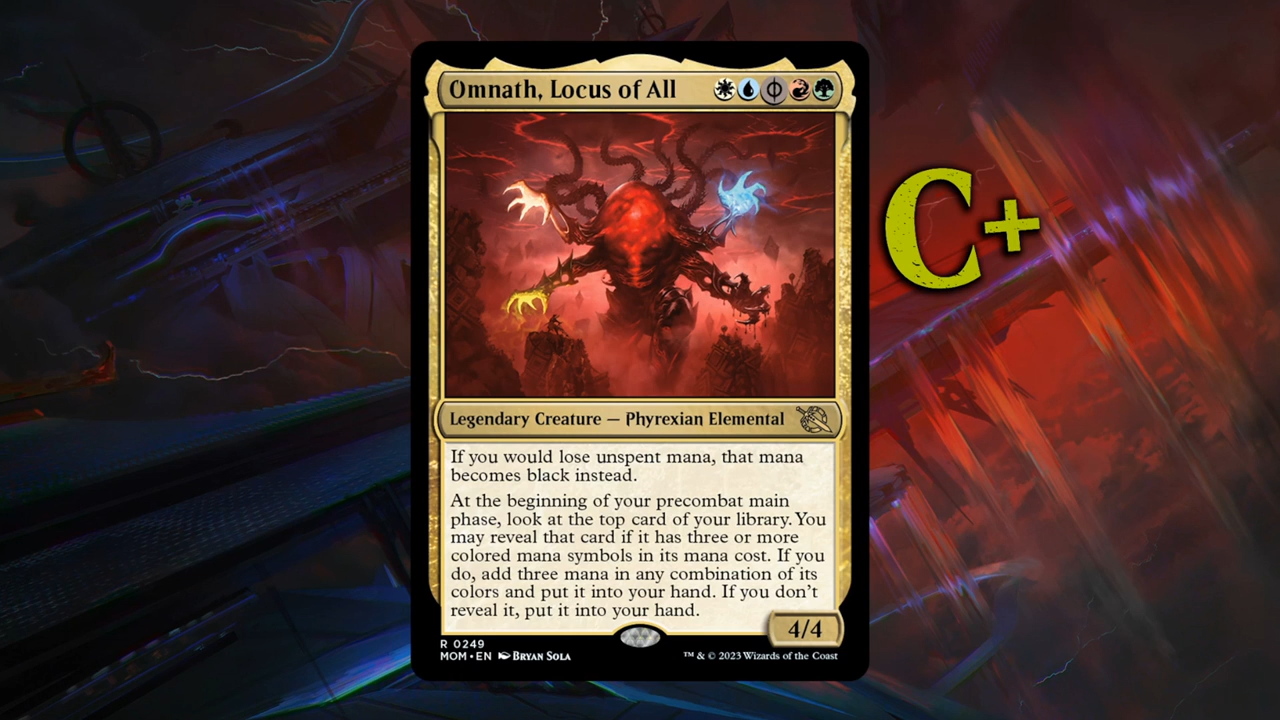 Omnath, Locus of All
C+
Legendary Creature — Phyrexian Elemental
If you would lose unspent mana, that mana
becomes black instead.
At the beginning of your precombat main
phase, look at the top card of your library. You
may reveal that card if it has three or more
colored mana symbols in its mana cost. If you
do, add three mana in any combination of its
colors and put it into your hand. If you don't
reveal it, put it into your hand.
4/4
R 0249
MOM • EN Bryan Sola
™ & © 2023 Wizards of the Coast